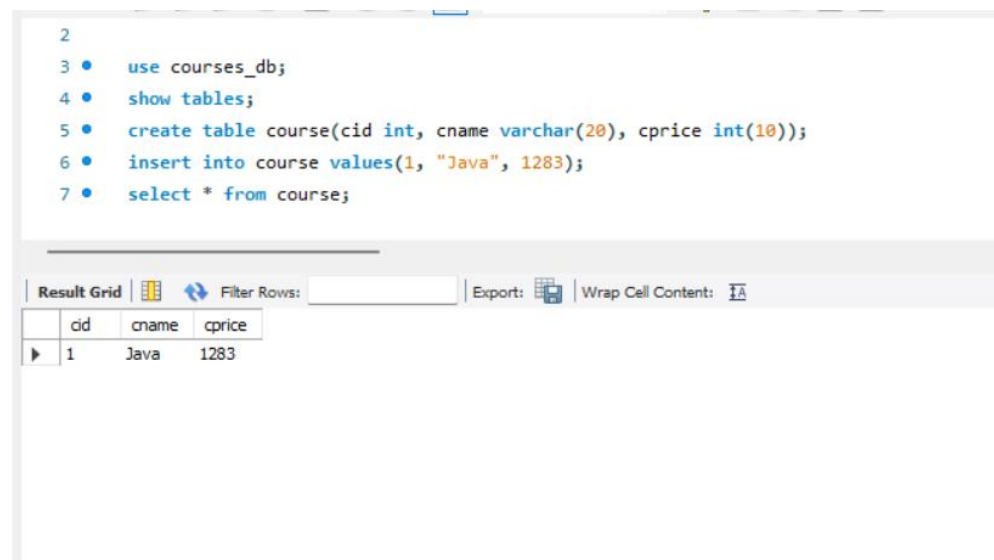 2
3 use courses_db;
4 show tables;
5 create table course(cid int, cname varchar(20), cprice int(10));
6 insert into course values(1, "Java", 1283);
7 select * from course;
Result Grid Filter Rows: Export: Wrap Cell Content: IA
cid cname cprice
1 Java 1283